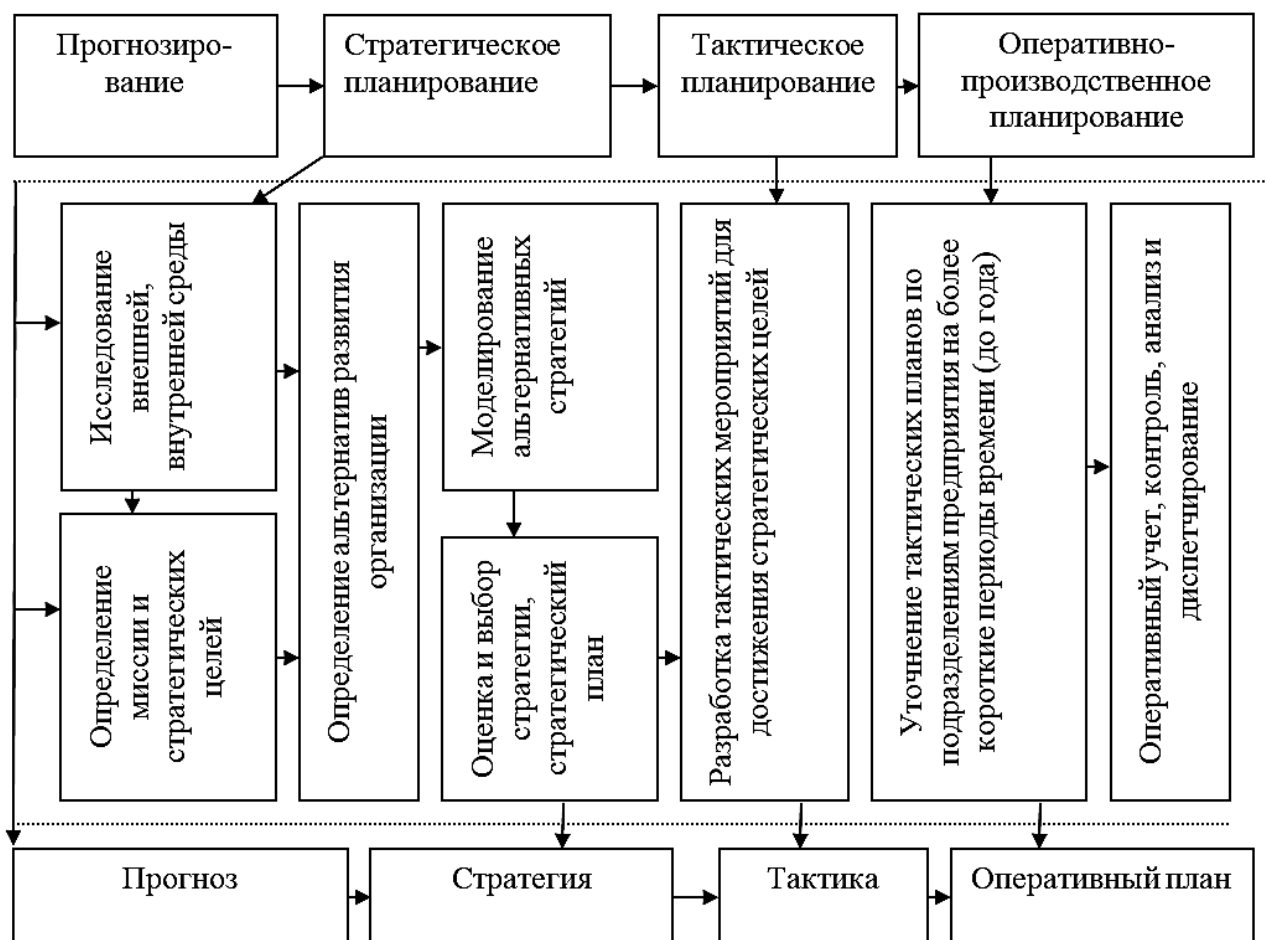 Прогнозиро-
вание
Стратегическое
планирование
Тактическое
планирование
Оперативно-
производственное
планирование
Исследование
внешней,
внутренней среды
Определение
миссии и
стратегических
целей
Определение альтернатив развития
организации
Моделирование
альтернативных
стратегий
Оценка и выбор
стратегии,
стратегический
план
Разработка тактических мероприятий для
достижения стратегических целей
Уточнение тактических планов по
подразделениям предприятия на более
короткие периоды времени (до года)
Оперативный учет, контроль, анализ и
диспетчирование
Прогноз
Стратегия
Тактика
Оперативный план